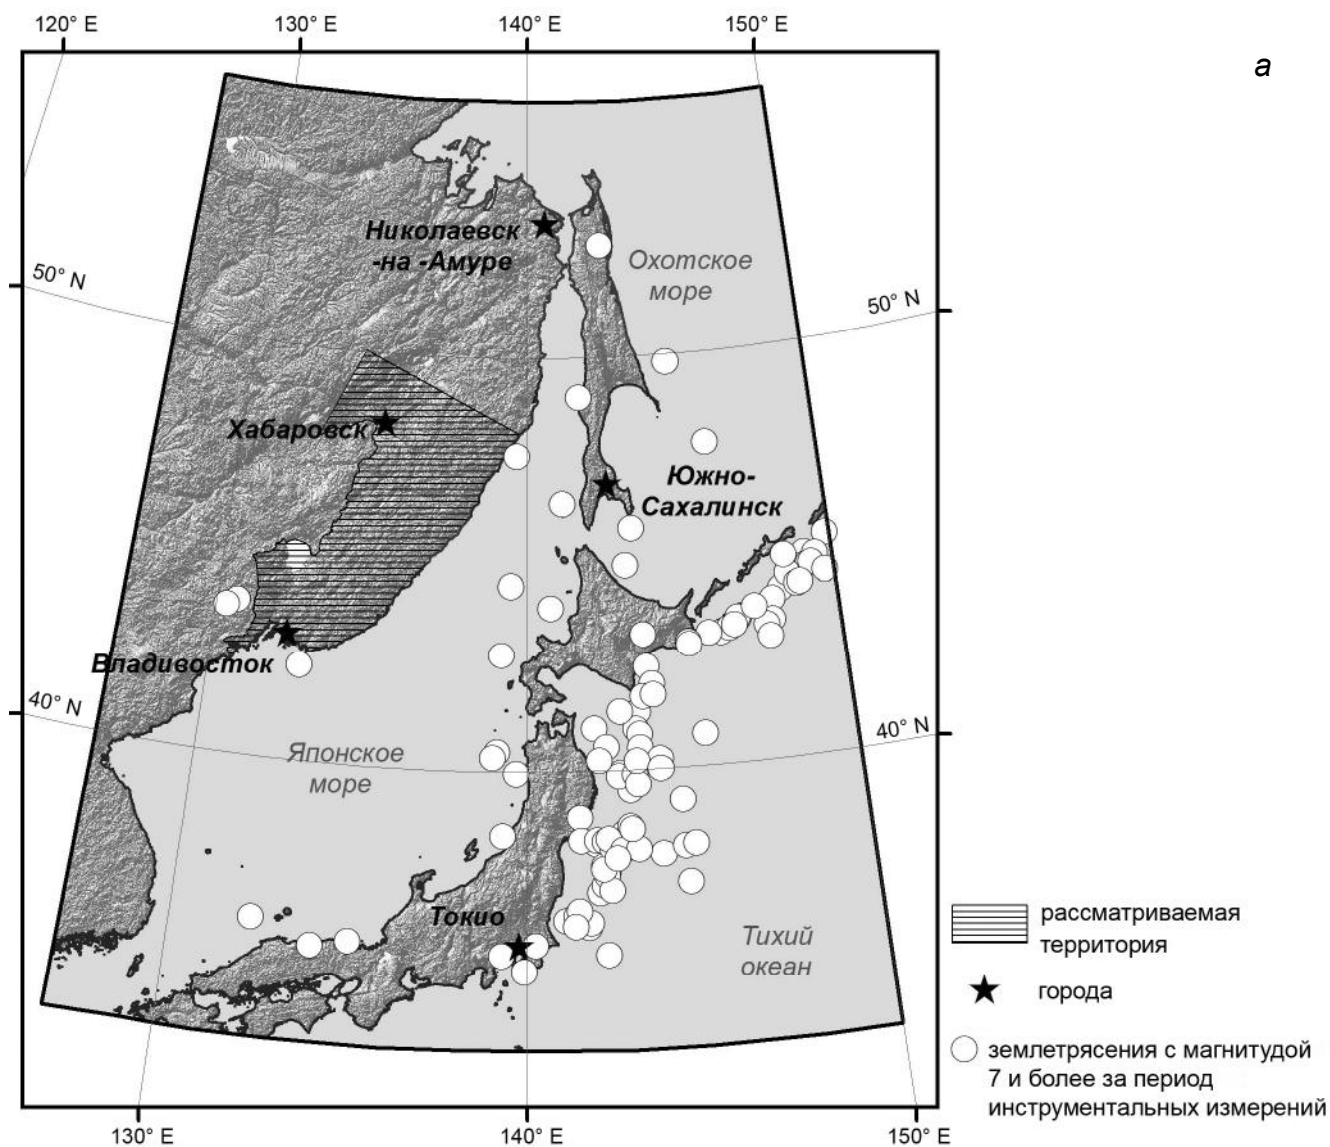 120° E
130° E
140° E
150° E
а
Николаевск
-на -Амуре
Охотское
море
50° N
50° N
Хабаровск
Южно-
Сахалинск
Владивосток
40° N
40° N
Японское
море
Токио
Тихий
океан
рассматриваемая
территория
города
землетрясения с магнитудой
7 и более за период
инструментальных измерений
130° E
140° E
150° E